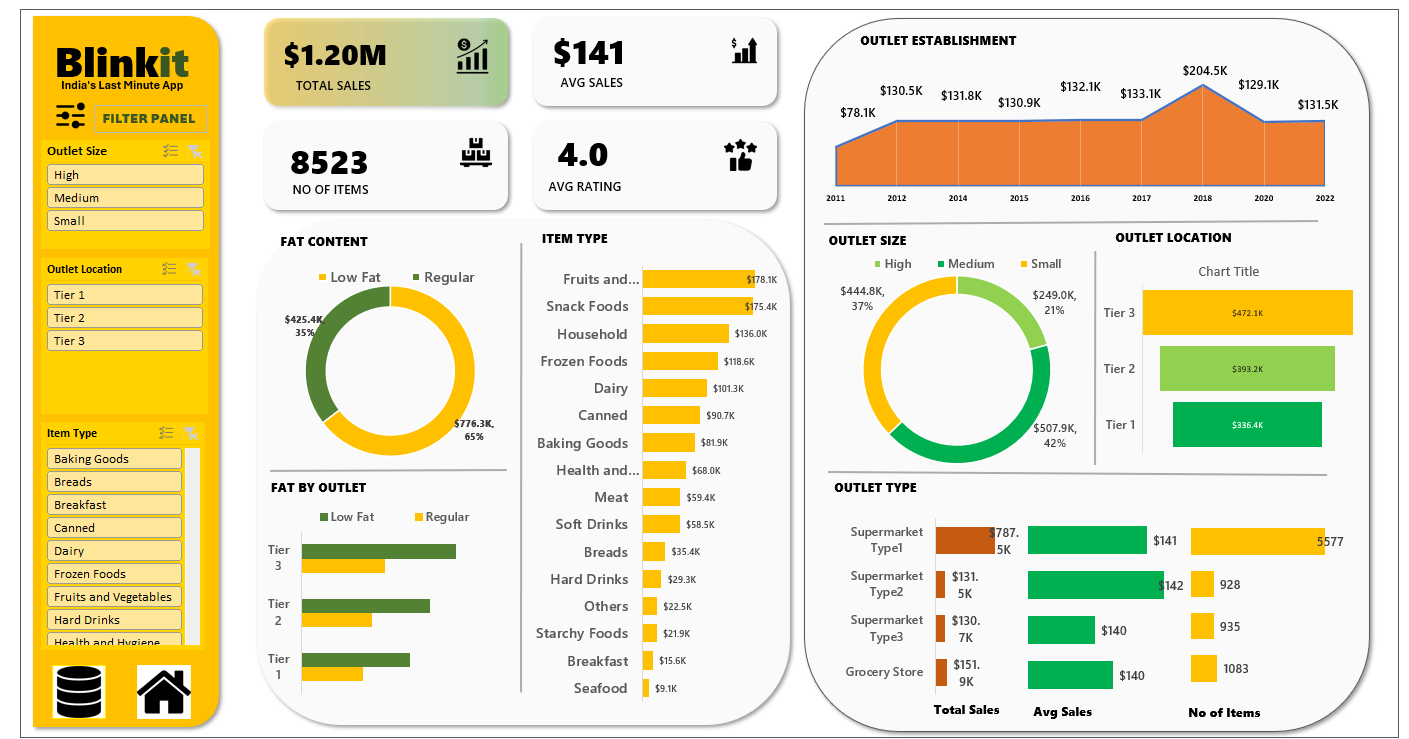 Blinkit
India's Last Minute App
FILTER PANEL
Outlet Size
High
Medium
Small
Outlet Location
Tier 1
Tier 2
Tier 3
Item Type
Baking Goods
Breads
Breakfast
Canned
Dairy
Frozen Foods
Fruits and Vegetables
Hard Drinks
Health and Hygiene
$1.20M
TOTAL SALES
$141
AVG SALES
8523
NO OF ITEMS
4.0
AVG RATING
FAT CONTENT
Low Fat Regular
$425.4K,
35%
$776.3K,
65%
FAT BY OUTLET
Low Fat Regular
Tier
3
Tier
2
Tier
1
ITEM TYPE
Fruits and... $178.1K
Snack Foods $175.4K
Household $136.0K
Frozen Foods $118.6K
Dairy $101.3K
Canned $90.7K
Baking Goods $81.9K
Health and... $68.0K
Meat $59.4K
Soft Drinks $58.5K
Breads $35.4K
Hard Drinks $29.3K
Others $22.5K
Starchy Foods $21.9K
Breakfast $15.6K
Seafood $9.1K
OUTLET ESTABLISHMENT
$78.1K $130.5K $131.8K $130.9K $132.1K $133.1K $204.5K $129.1K $131.5K
2011 2012 2014 2015 2016 2017 2018 2020 2022
OUTLET SIZE
High Medium Small
$444.8K,
37%
$249.0K,
21%
$507.9K,
42%
OUTLET LOCATION
Chart Title
Tier 3 $472.1K
Tier 2 $393.2K
Tier 1 $336.4K
OUTLET TYPE
Supermarket
Type1
$787.
5K
$141
5577
Supermarket
Type2
$131.
5K
$142
928
Supermarket
Type3
$130.
7K
$140
935
Grocery Store
$151.
9K
$140
1083
Total Sales Avg Sales No of Items